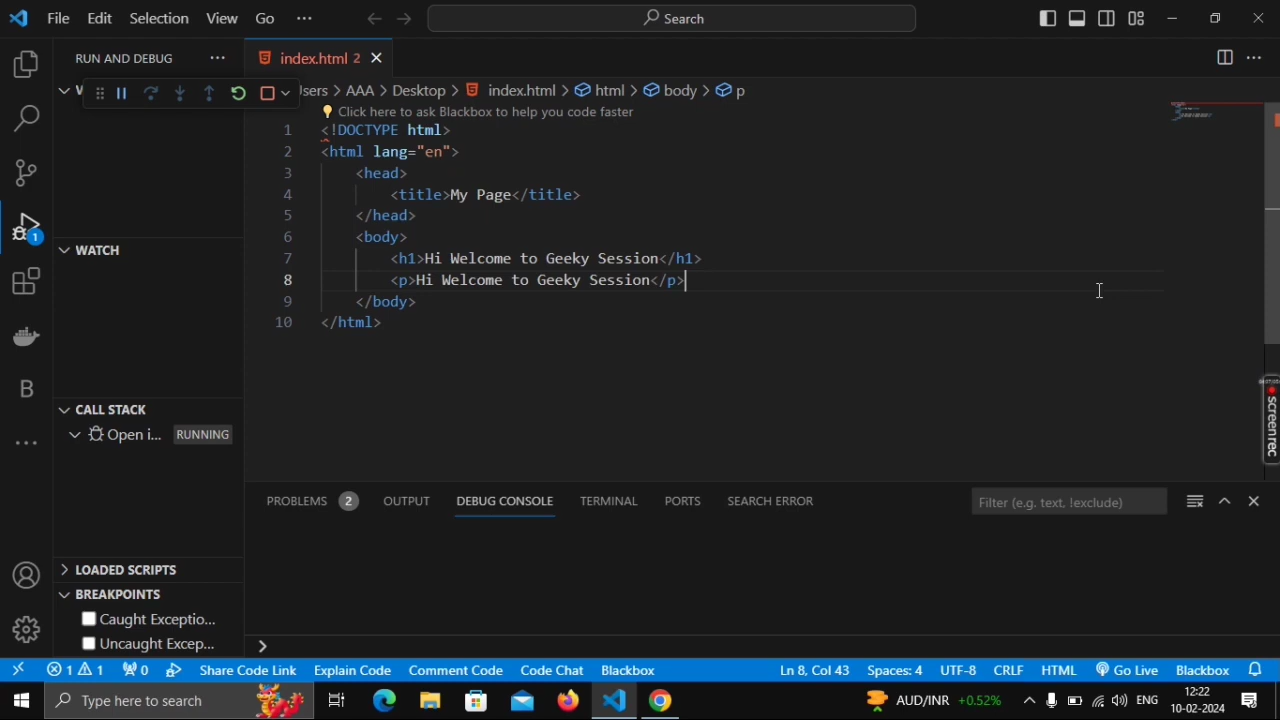 File Edit Selection View Go ··· Search
RUN AND DEBUG ···
index.html 2
sers > AAA > Desktop > index.html > html > body > p
Click here to ask Blackbox to help you code faster
1 <!DOCTYPE html>
2 <html lang="en">
3 <head>
4 <title>My Page</title>
5 </head>
6 <body>
7 <h1>Hi Welcome to Geeky Session</h1>
8 <p>Hi Welcome to Geeky Session</p>
9 </body>
10 </html>
WATCH
CALL STACK
Open i... RUNNING
LOADED SCRIPTS
BREAKPOINTS
Caught Exceptio...
Uncaught Excep...
1
B
screenrec
PROBLEMS 2 OUTPUT DEBUG CONSOLE TERMINAL PORTS SEARCH ERROR Filter (e.g. text, !exclude)
1 1 0 Share Code Link Explain Code Comment Code Code Chat Blackbox Ln 8, Col 43 Spaces: 4 UTF-8 CRLF HTML Go Live Blackbox
Type here to search AUD/INR +0.52% ENG 12:22
10-02-2024